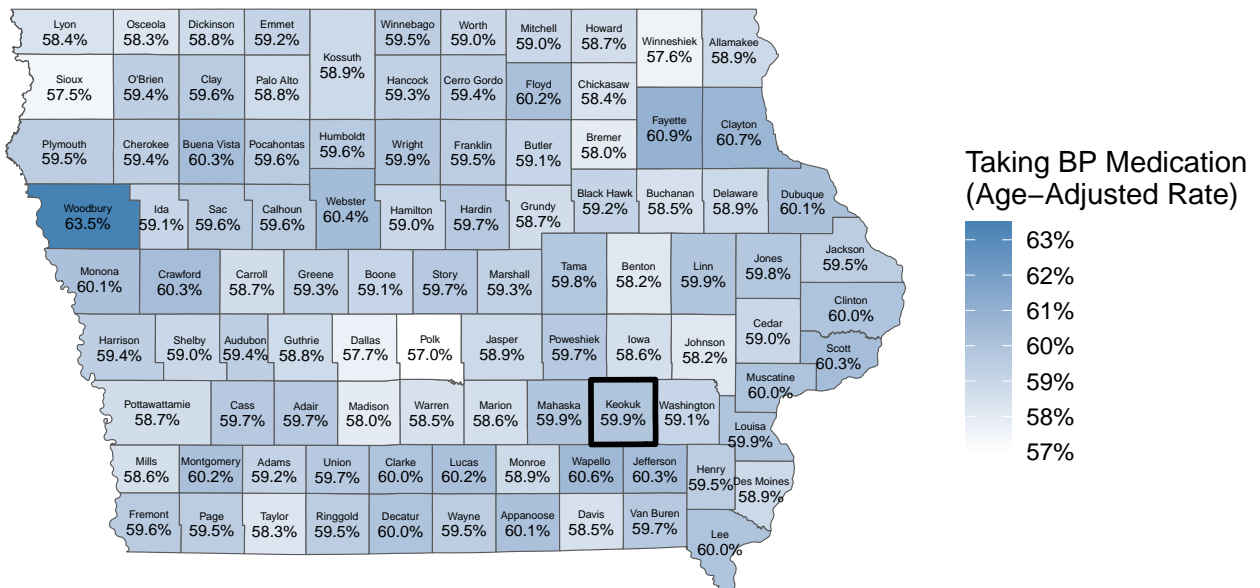 Lyon
58.4%
Osceola
58.3%
Dickinson
58.8%
Emmet
59.2%
Kossuth
58.9%
Winnebago
59.5%
Worth
59.0%
Mitchell
59.0%
Howard
58.7%
Winneshiek
57.6%
Allamakee
58.9%
Sioux
57.5%
O'Brien
59.4%
Clay
59.6%
Palo Alto
58.8%
Hancock
59.3%
Cerro Gordo
59.4%
Floyd
60.2%
Chickasaw
58.4%
Fayette
60.9%
Clayton
60.7%
Plymouth
59.5%
Cherokee
59.4%
Buena Vista
60.3%
Pocahontas
59.6%
Humboldt
59.6%
Wright
59.9%
Franklin
59.5%
Butler
59.1%
Bremer
58.0%
Woodbury
63.5%
Ida
59.1%
Sac
59.6%
Calhoun
59.6%
Webster
60.4%
Hamilton
59.0%
Hardin
59.7%
Grundy
58.7%
Black Hawk
59.2%
Buchanan
58.5%
Delaware
58.9%
Dubuque
60.1%
Monona
60.1%
Crawford
60.3%
Carroll
58.7%
Greene
59.3%
Boone
59.1%
Story
59.7%
Marshall
59.3%
Tama
59.8%
Benton
58.2%
Linn
59.9%
Jones
59.8%
Jackson
59.5%
Clinton
60.0%
Harrison
59.4%
Shelby
59.0%
Audubon
59.4%
Guthrie
58.8%
Dallas
57.7%
Polk
57.0%
Jasper
58.9%
Poweshiek
59.7%
Iowa
58.6%
Johnson
58.2%
Cedar
59.0%
Scott
60.3%
Muscatine
60.0%
Pottawattamie
58.7%
Cass
59.7%
Adair
59.7%
Madison
58.0%
Warren
58.5%
Marion
58.6%
Mahaska
59.9%
Keokuk
59.9%
Washington
59.1%
Louisa
59.9%
Mills
58.6%
Montgomery
60.2%
Adams
59.2%
Union
59.7%
Clarke
60.0%
Lucas
60.2%
Monroe
58.9%
Wapello
60.6%
Jefferson
60.3%
Henry
59.5%
Des Moines
58.9%
Fremont
59.6%
Page
59.5%
Taylor
58.3%
Ringgold
59.5%
Decatur
60.0%
Wayne
59.5%
Appanoose
60.1%
Davis
58.5%
Van Buren
59.7%
Lee
60.0%
Taking BP Medication
(Age−Adjusted Rate)
63%
62%
61%
60%
59%
58%
57%